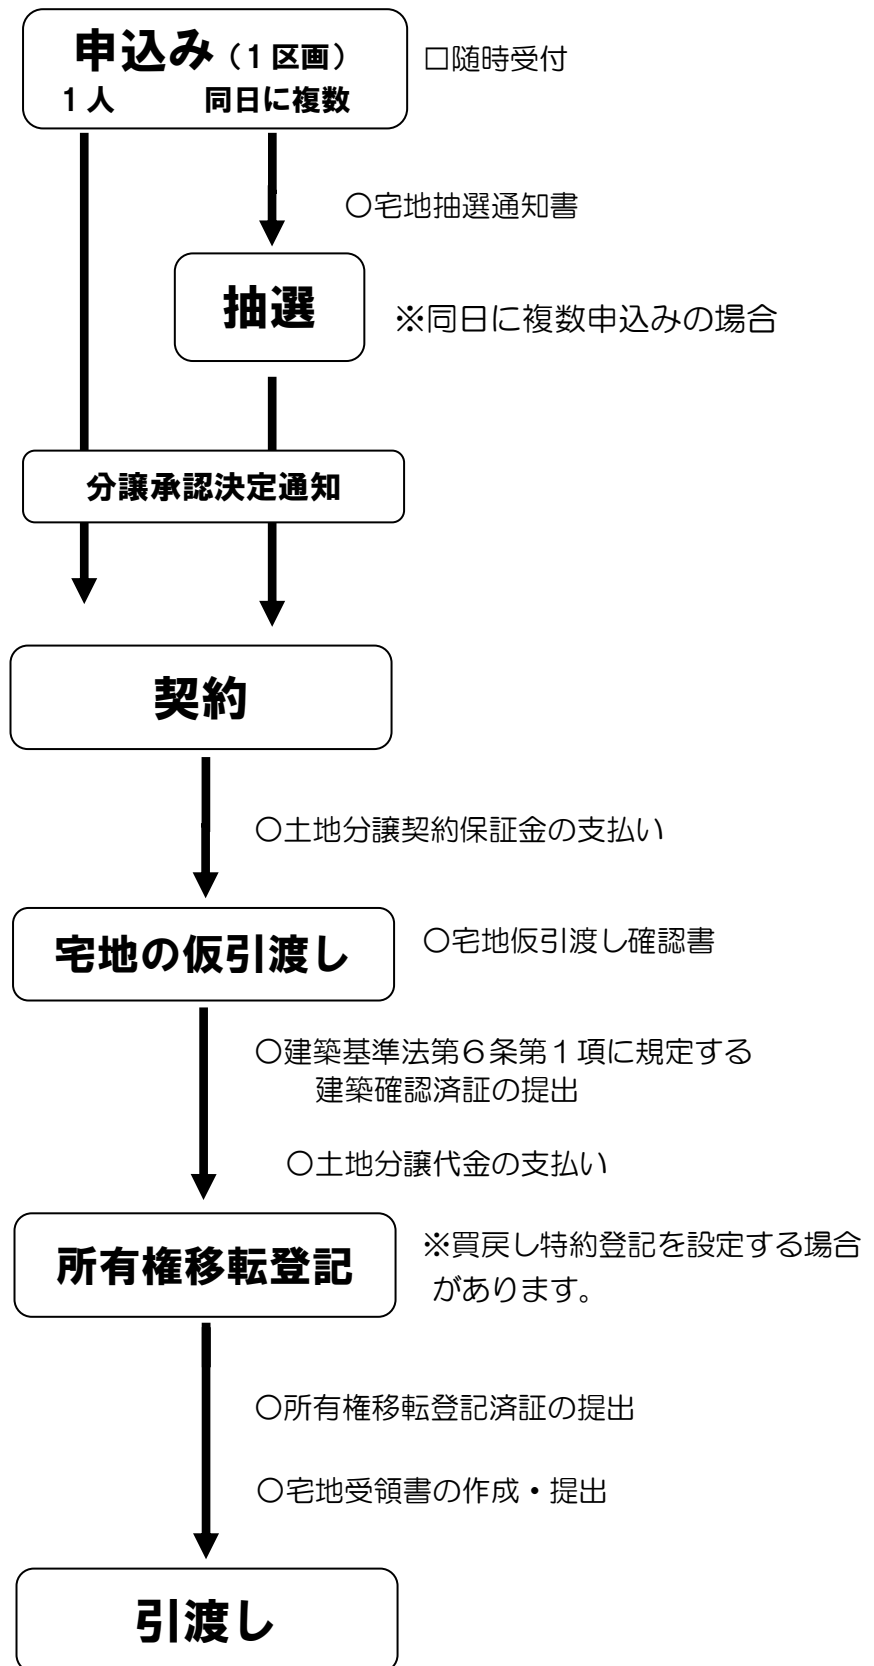 申込み（１区画）
□随時受付
１人　　　同日に複数
○宅地抽選通知書
抽選
※同日に複数申込みの場合
分譲承認決定通知
契約
○土地分譲契約保証金の支払い
宅地の仮引渡し
○宅地仮引渡し確認書
○建築基準法第６条第１項に規定する
建築確認済証の提出
○土地分譲代金の支払い
所有権移転登記
※買戻し特約登記を設定する場合
があります。
○所有権移転登記済証の提出
○宅地受領書の作成・提出
引渡し